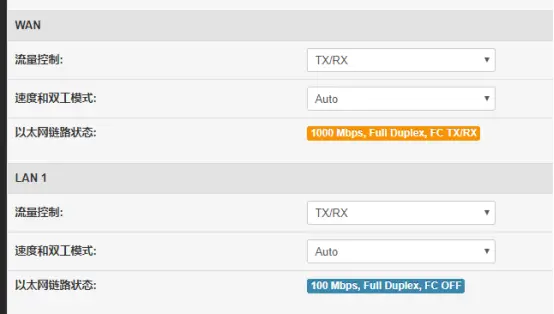 WAN
流量控制: TX/RX
速度和双工模式: Auto
以太网链路状态: 1000 Mbps, Full Duplex, FC TX/RX
LAN 1
流量控制: TX/RX
速度和双工模式: Auto
以太网链路状态: 100 Mbps, Full Duplex, FC OFF